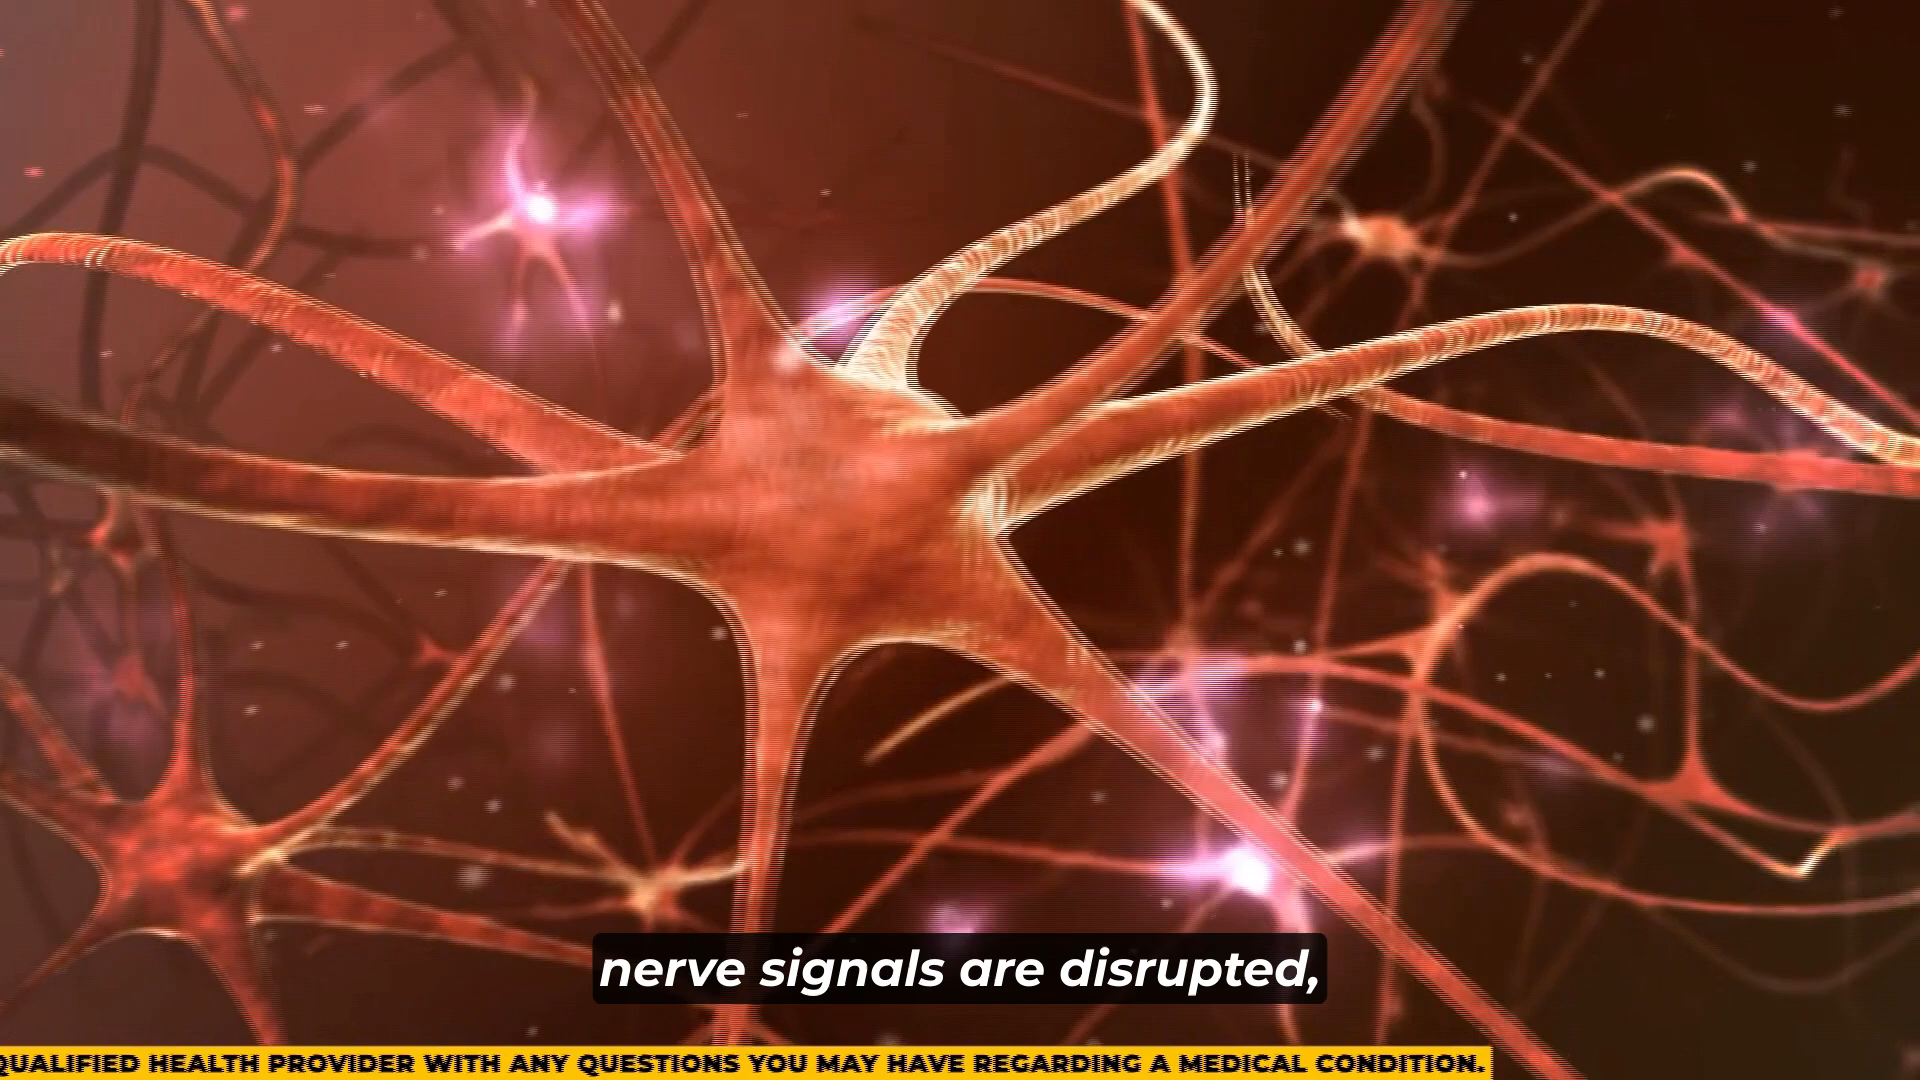 nerve signals are disrupted,
QUALIFIED HEALTH PROVIDER WITH ANY QUESTIONS YOU MAY HAVE REGARDING A MEDICAL CONDITION.